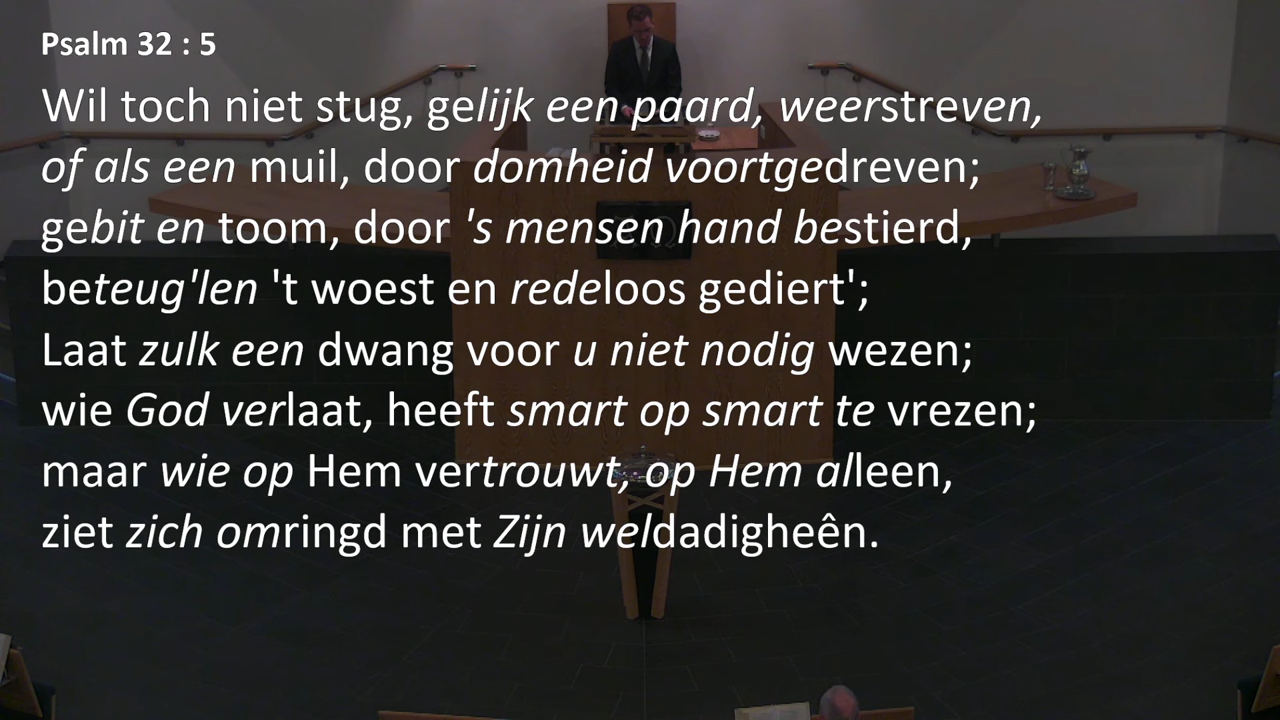 Psalm 32 : 5
Wil toch niet stug, gelijk een paard, weerstreven,
of als een muil, door domheid voortgedreven;
gebit en toom, door 's mensen hand bestierd,
beteug'len 't woest en redeloos gediert';
Laat zulk een dwang voor u niet nodig wezen;
wie God verlaat, heeft smart op smart te vrezen;
maar wie op Hem vertrouwt, op Hem alleen,
ziet zich omringd met Zijn weldadigheên.